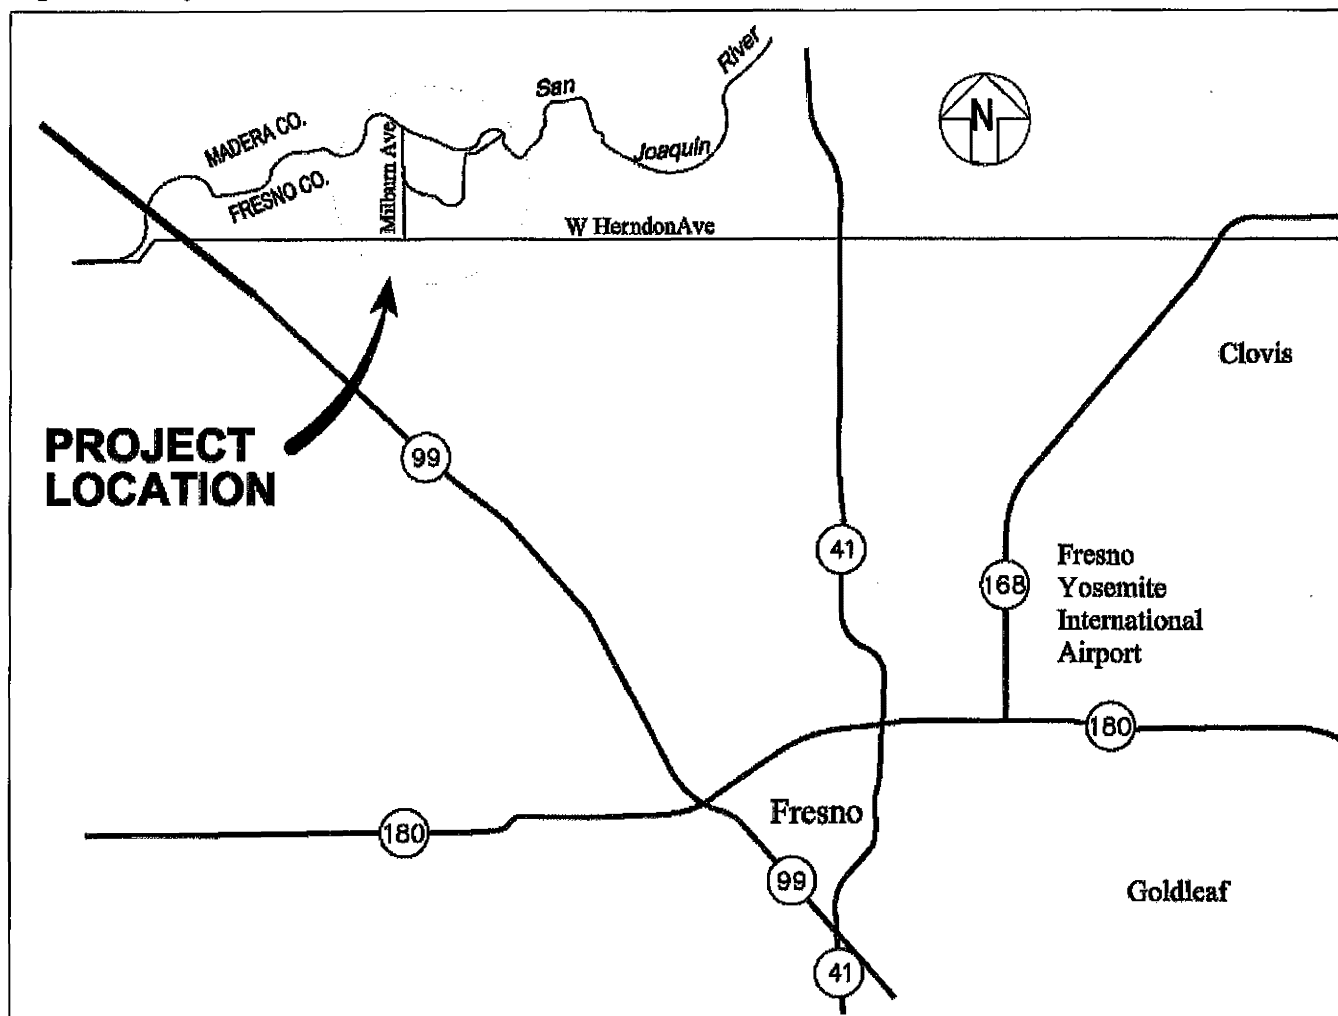 River
San
N
MADERA CO.
Milburn Ave
Joaquin
FRESNO CO.
W HerndonAve
Clovis
PROJECT
LOCATION
99
41
Fresno
Yosemite
International
Airport
168
180
Fresno
180
99
Goldleaf
41